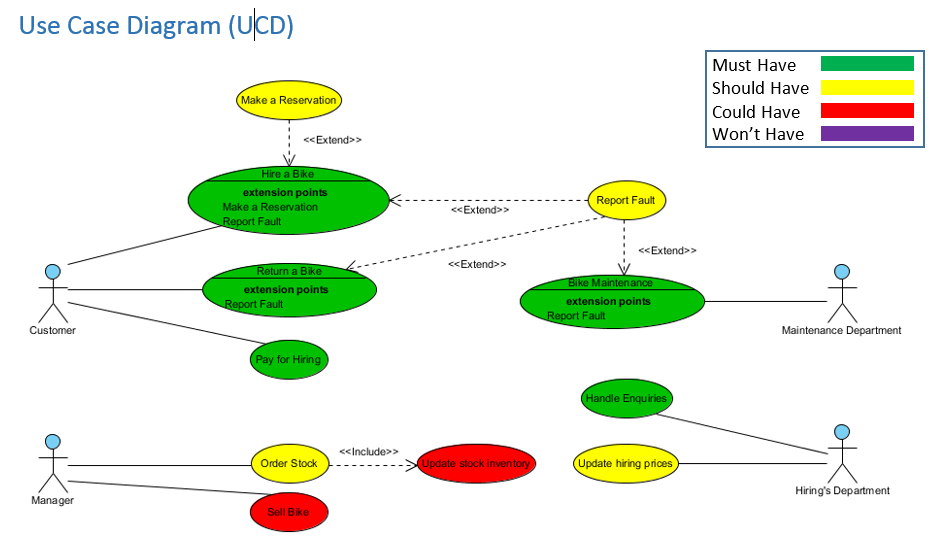 Use Case Diagram (UCD)
Must Have
Should Have
Could Have
Won't Have
Make a Reservation
<<Extend>>
Hire a Bike
extension points
Make a Reservation
Report Fault
<<Extend>>
Report Fault
<<Extend>>
<<Extend>>
Return a Bike
extension points
Report Fault
Bike Maintenance
extension points
Report Fault
Customer
Maintenance Department
Pay for Hiring
Handle Enquiries
Manager
Order Stock
<<Include>>
Update stock inventory
Update hiring prices
Hiring's Department
Sell Bike